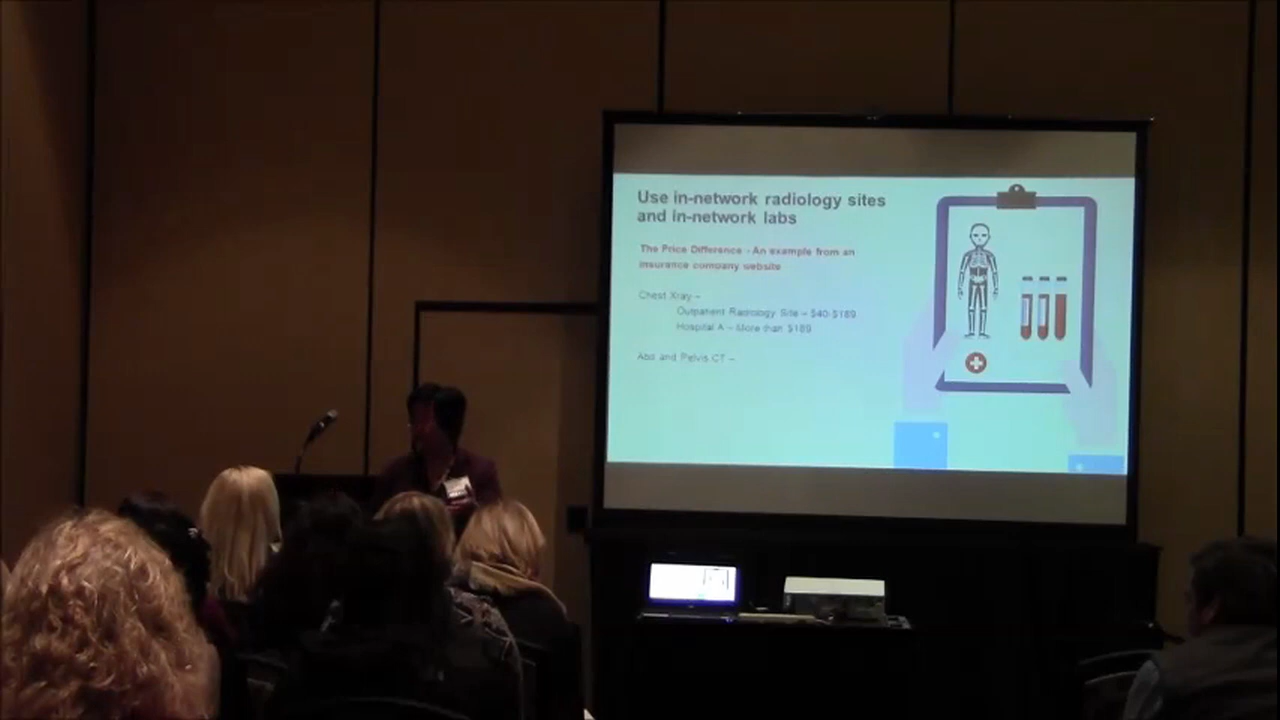 Use in-network radiology sites
and in-network labs
The Price Difference - An example from an
insurance company website
Chest Xray –
Outpatient Radiology Site – $40-$189
Hospital A – More than $189
Abd and Pelvis CT –